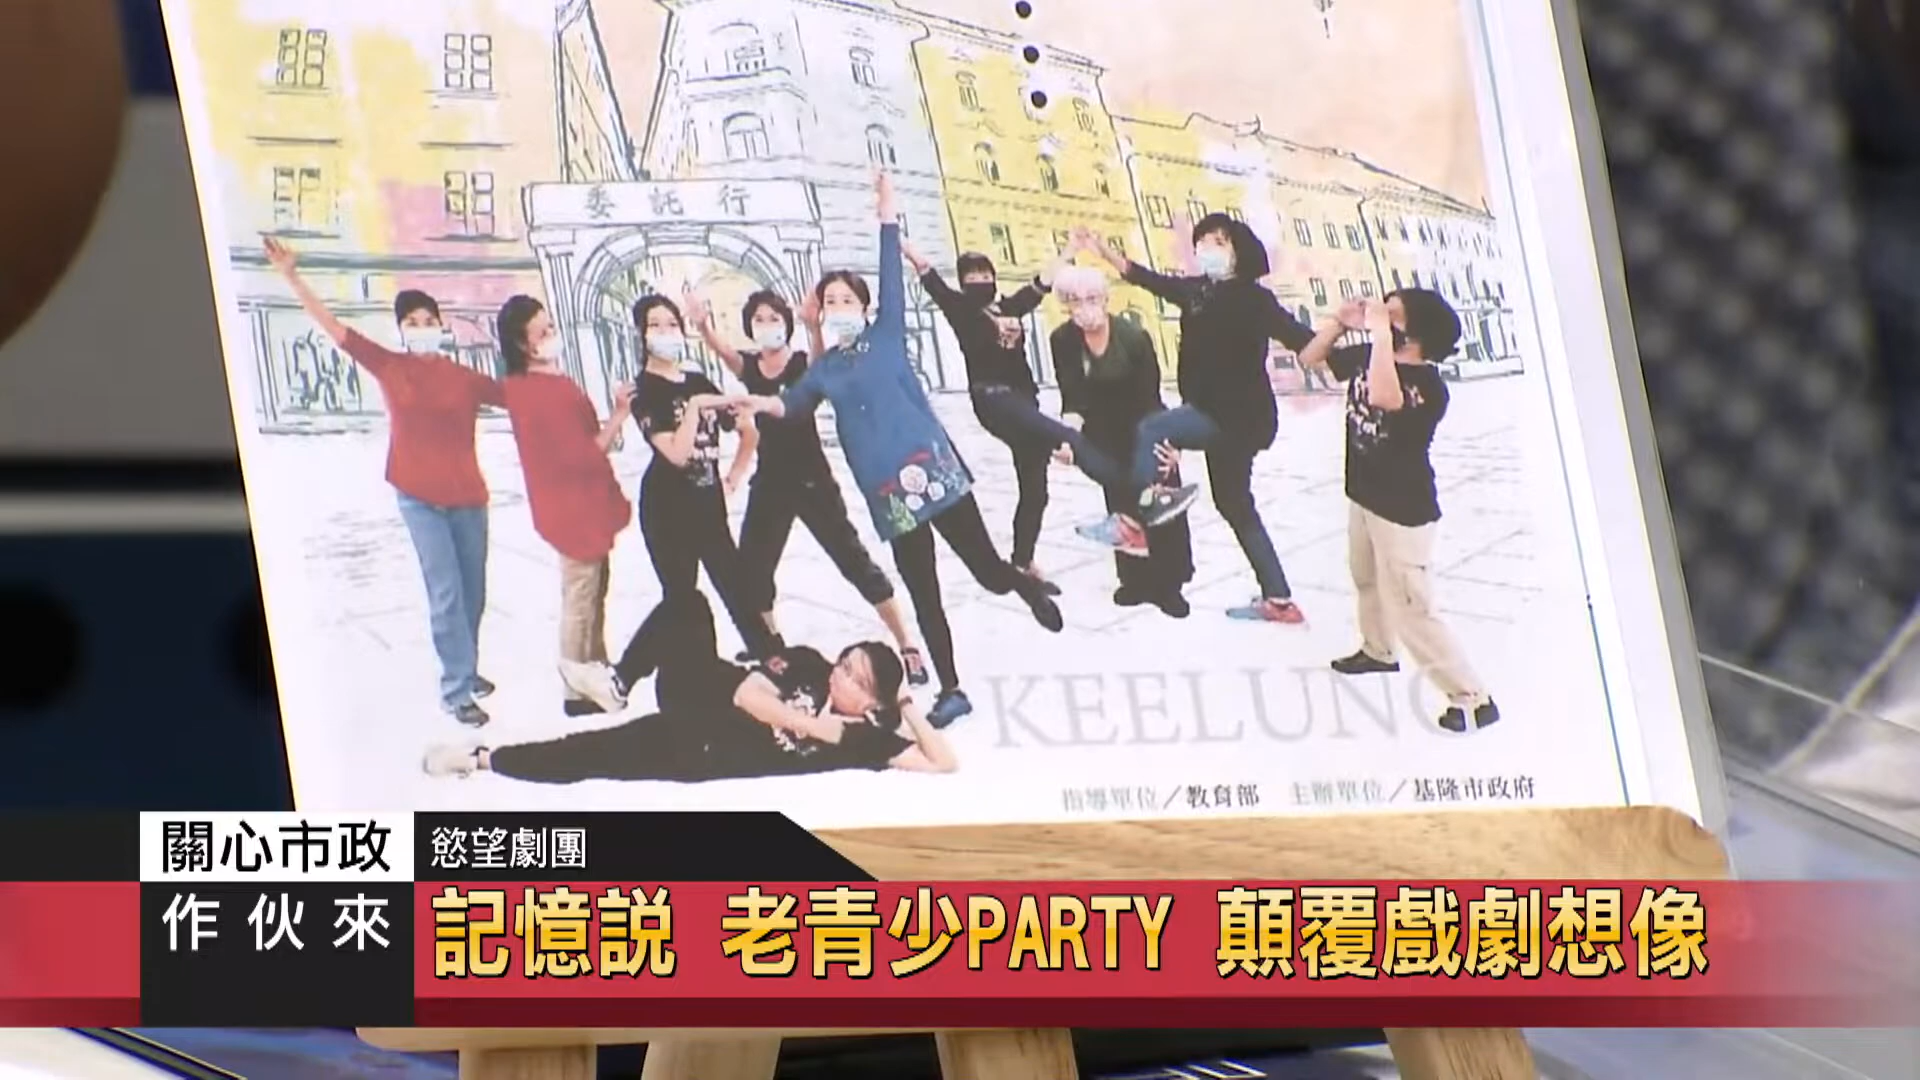 委託行
KEELUNG
指導單位／教育部 主辦單位／基隆市政府
關心市政
慾望劇團
作伙來
記憶説 老青少PARTY 顛覆戲劇想像